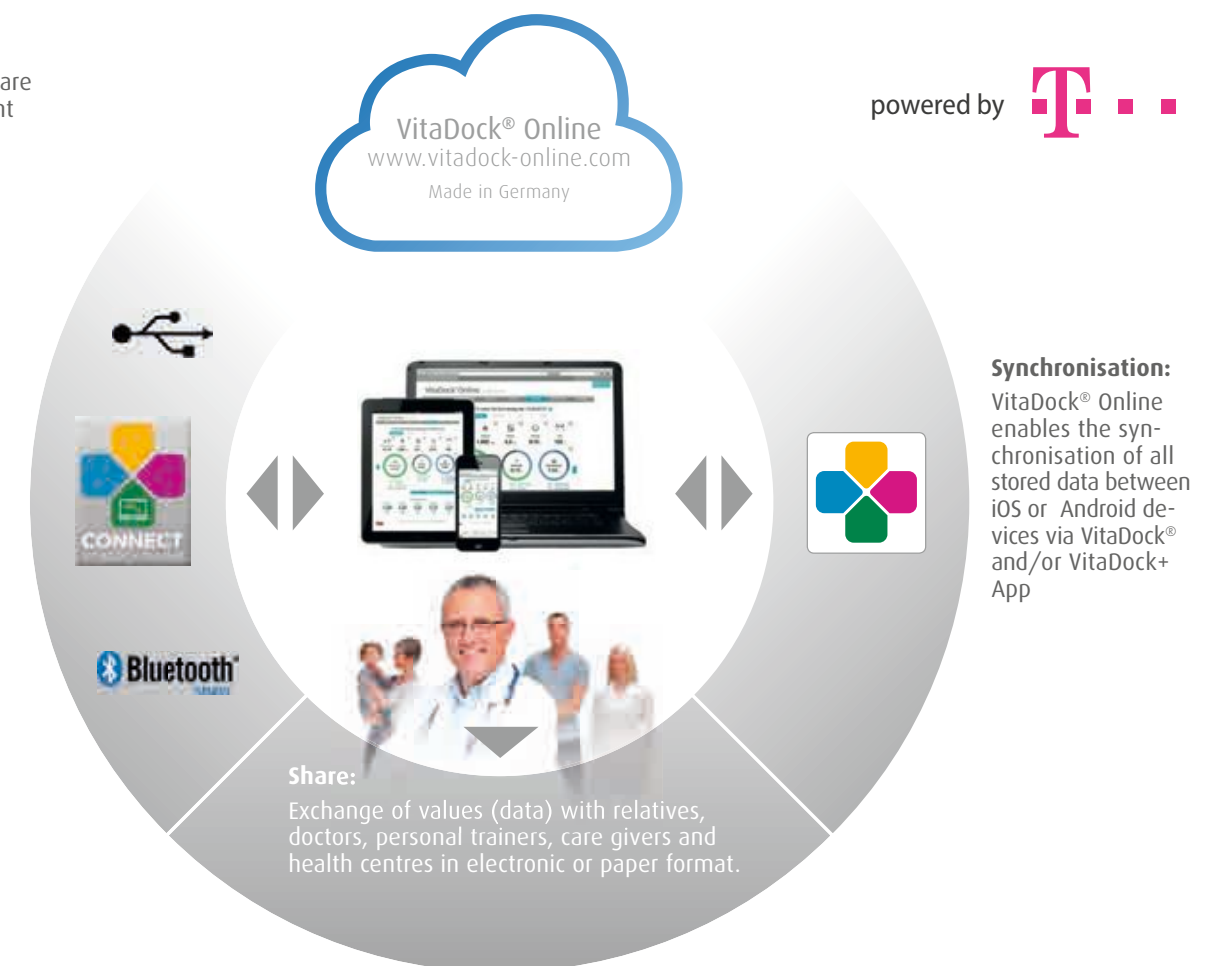 are
nt
VitaDock® Online
www.vitadock-online.com
Made in Germany
powered by T
CONNECT
Bluetooth
VitaDock® Online
Synchronisation:
VitaDock® Online
enables the syn-
chronisation of all
stored data between
iOS or Android de-
vices via VitaDock®
and/or VitaDock+
App
Share:
Exchange of values (data) with relatives,
doctors, personal trainers, care givers and
health centres in electronic or paper format.